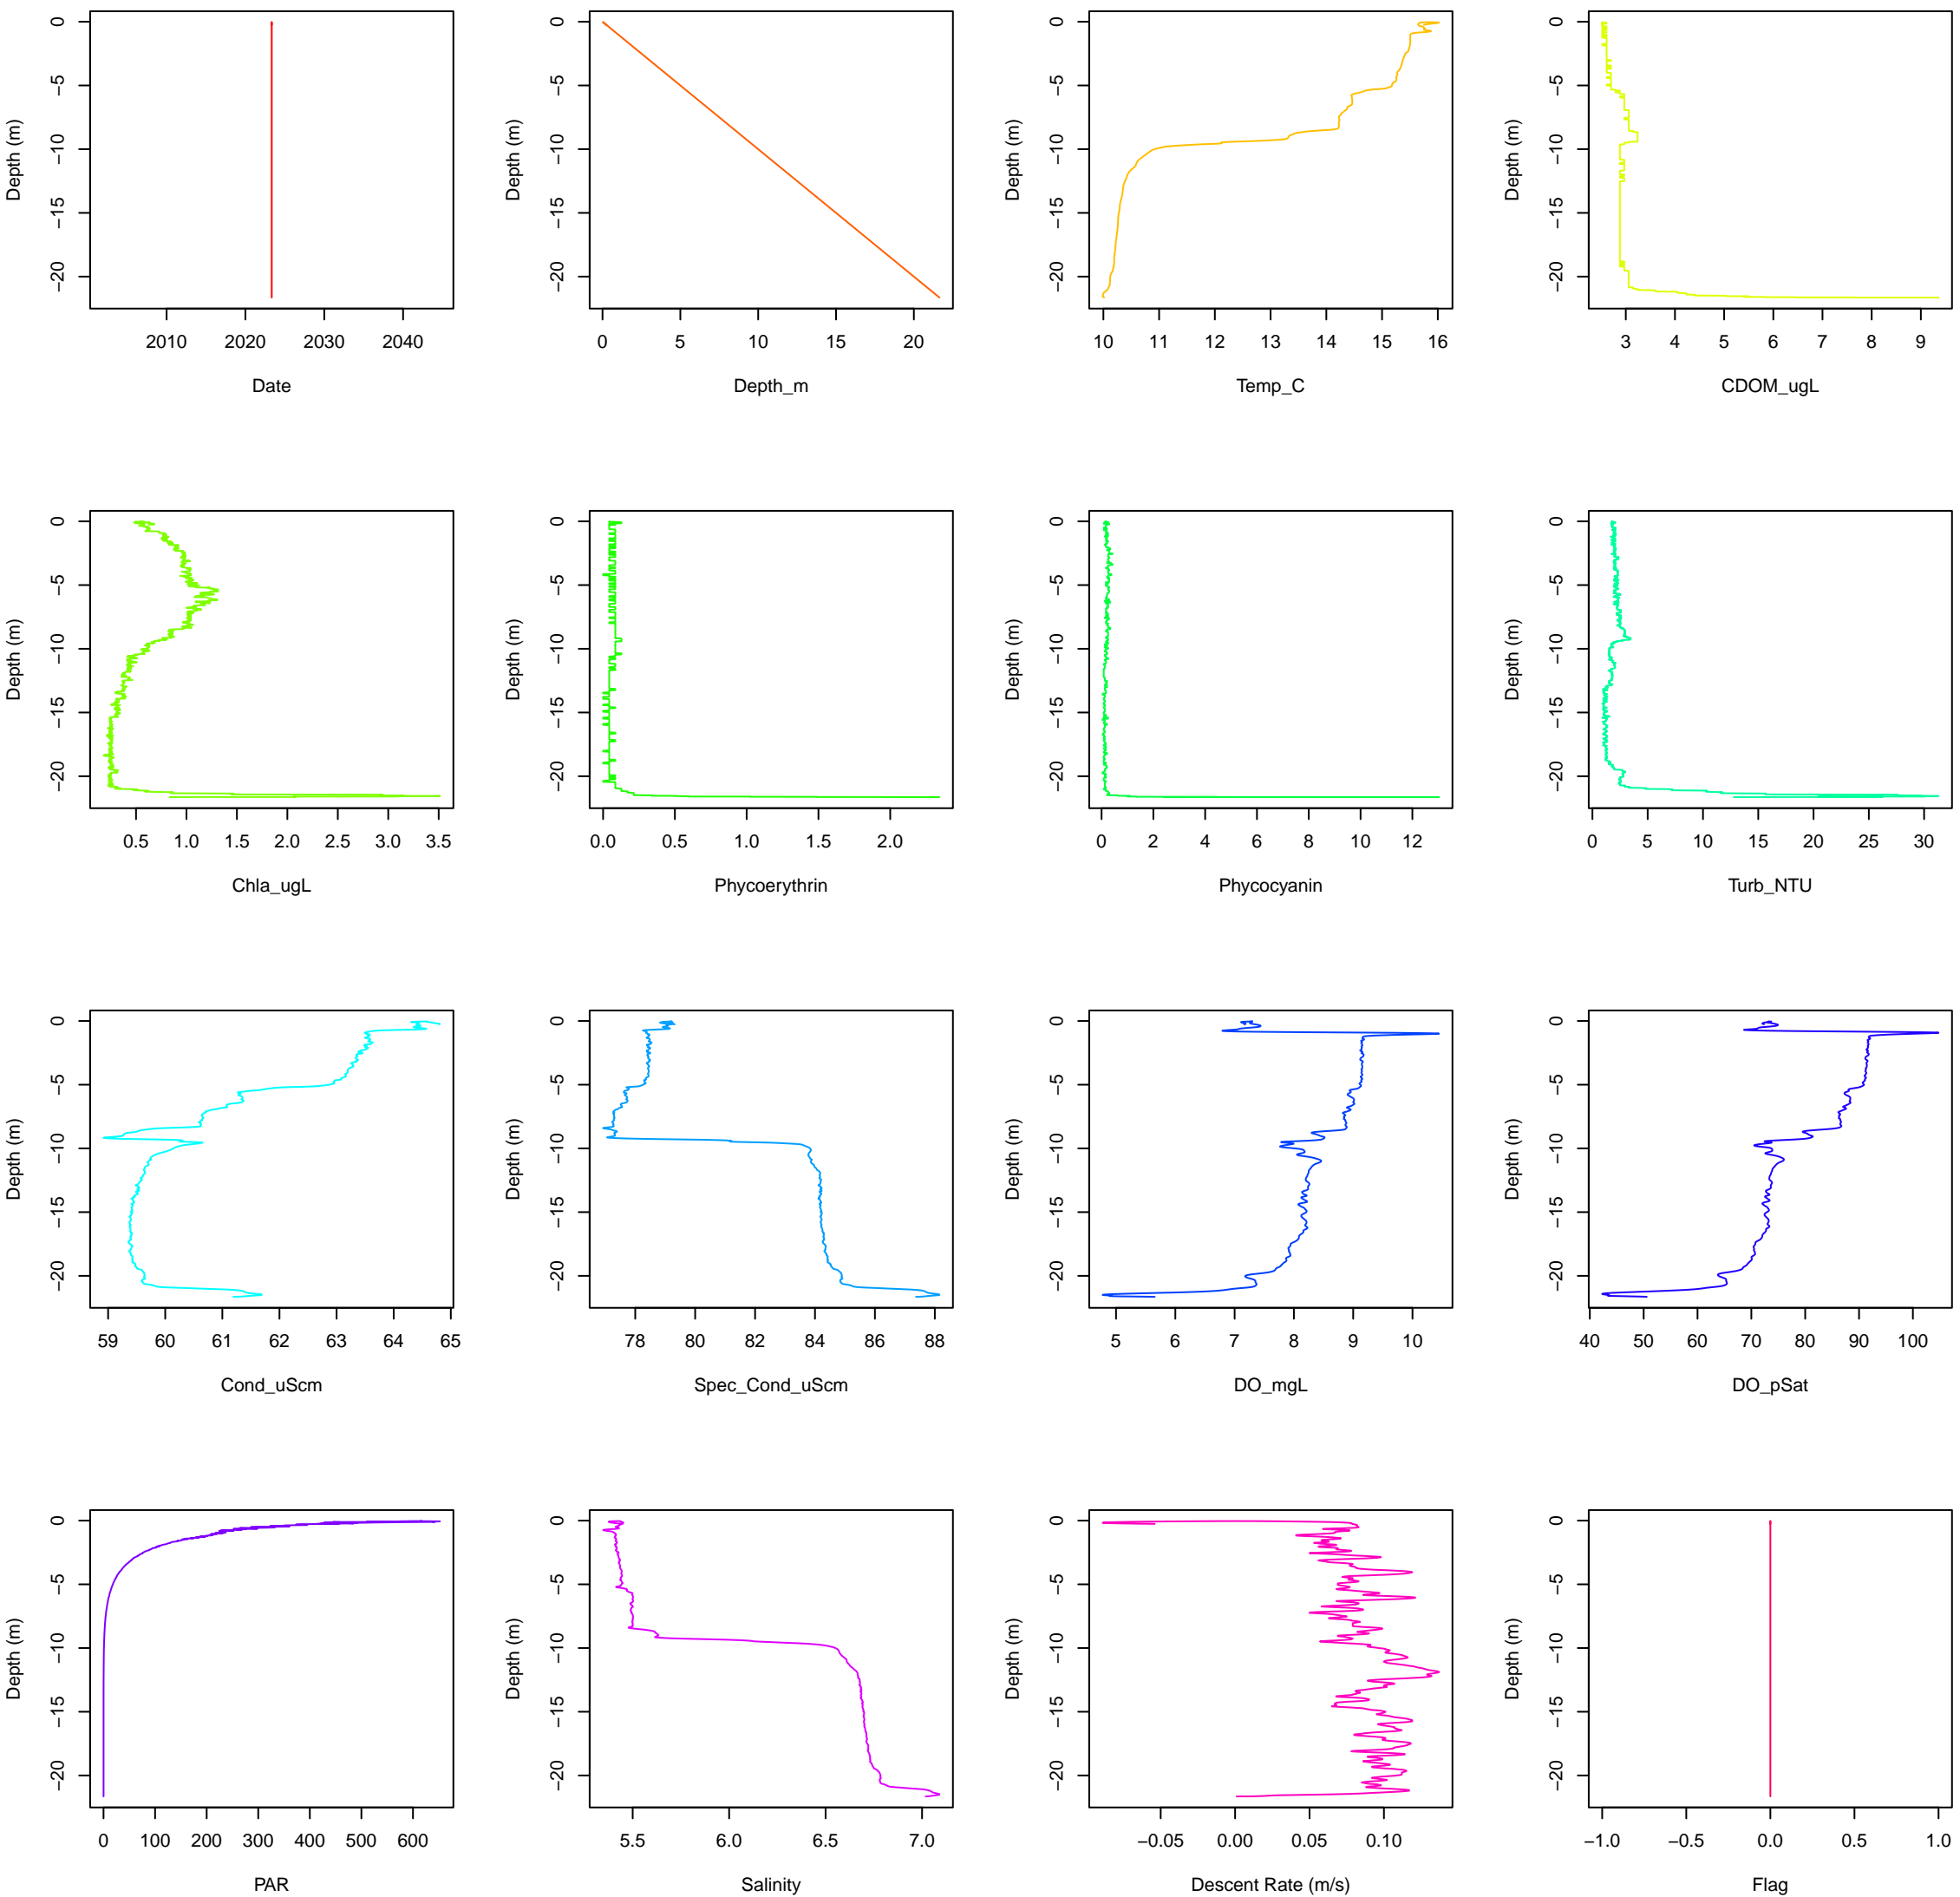 0 −5 −10 −15 −20 Depth (m)
2010 2020 2030 2040
Date
0 −5 −10 −15 −20 Depth (m)
0 5 10 15 20
Depth_m
0 −5 −10 −15 −20 Depth (m)
10 11 12 13 14 15 16
Temp_C
0 −5 −10 −15 −20 Depth (m)
3 4 5 6 7 8 9
CDOM_ugL
0 −5 −10 −15 −20 Depth (m)
0.5 1.0 1.5 2.0 2.5 3.0 3.5
Chla_ugL
0 −5 −10 −15 −20 Depth (m)
0.0 0.5 1.0 1.5 2.0
Phycoerythrin
0 −5 −10 −15 −20 Depth (m)
0 2 4 6 8 10 12
Phycocyanin
0 −5 −10 −15 −20 Depth (m)
0 5 10 15 20 25 30
Turb_NTU
0 −5 −10 −15 −20 Depth (m)
59 60 61 62 63 64 65
Cond_uScm
0 −5 −10 −15 −20 Depth (m)
78 80 82 84 86 88
Spec_Cond_uScm
0 −5 −10 −15 −20 Depth (m)
5 6 7 8 9 10
DO_mgL
0 −5 −10 −15 −20 Depth (m)
40 50 60 70 80 90 100
DO_pSat
0 −5 −10 −15 −20 Depth (m)
0 100 200 300 400 500 600
PAR
0 −5 −10 −15 −20 Depth (m)
5.5 6.0 6.5 7.0
Salinity
0 −5 −10 −15 −20 Depth (m)
−0.05 0.00 0.05 0.10
Descent Rate (m/s)
0 −5 −10 −15 −20 Depth (m)
−1.0 −0.5 0.0 0.5 1.0
Flag